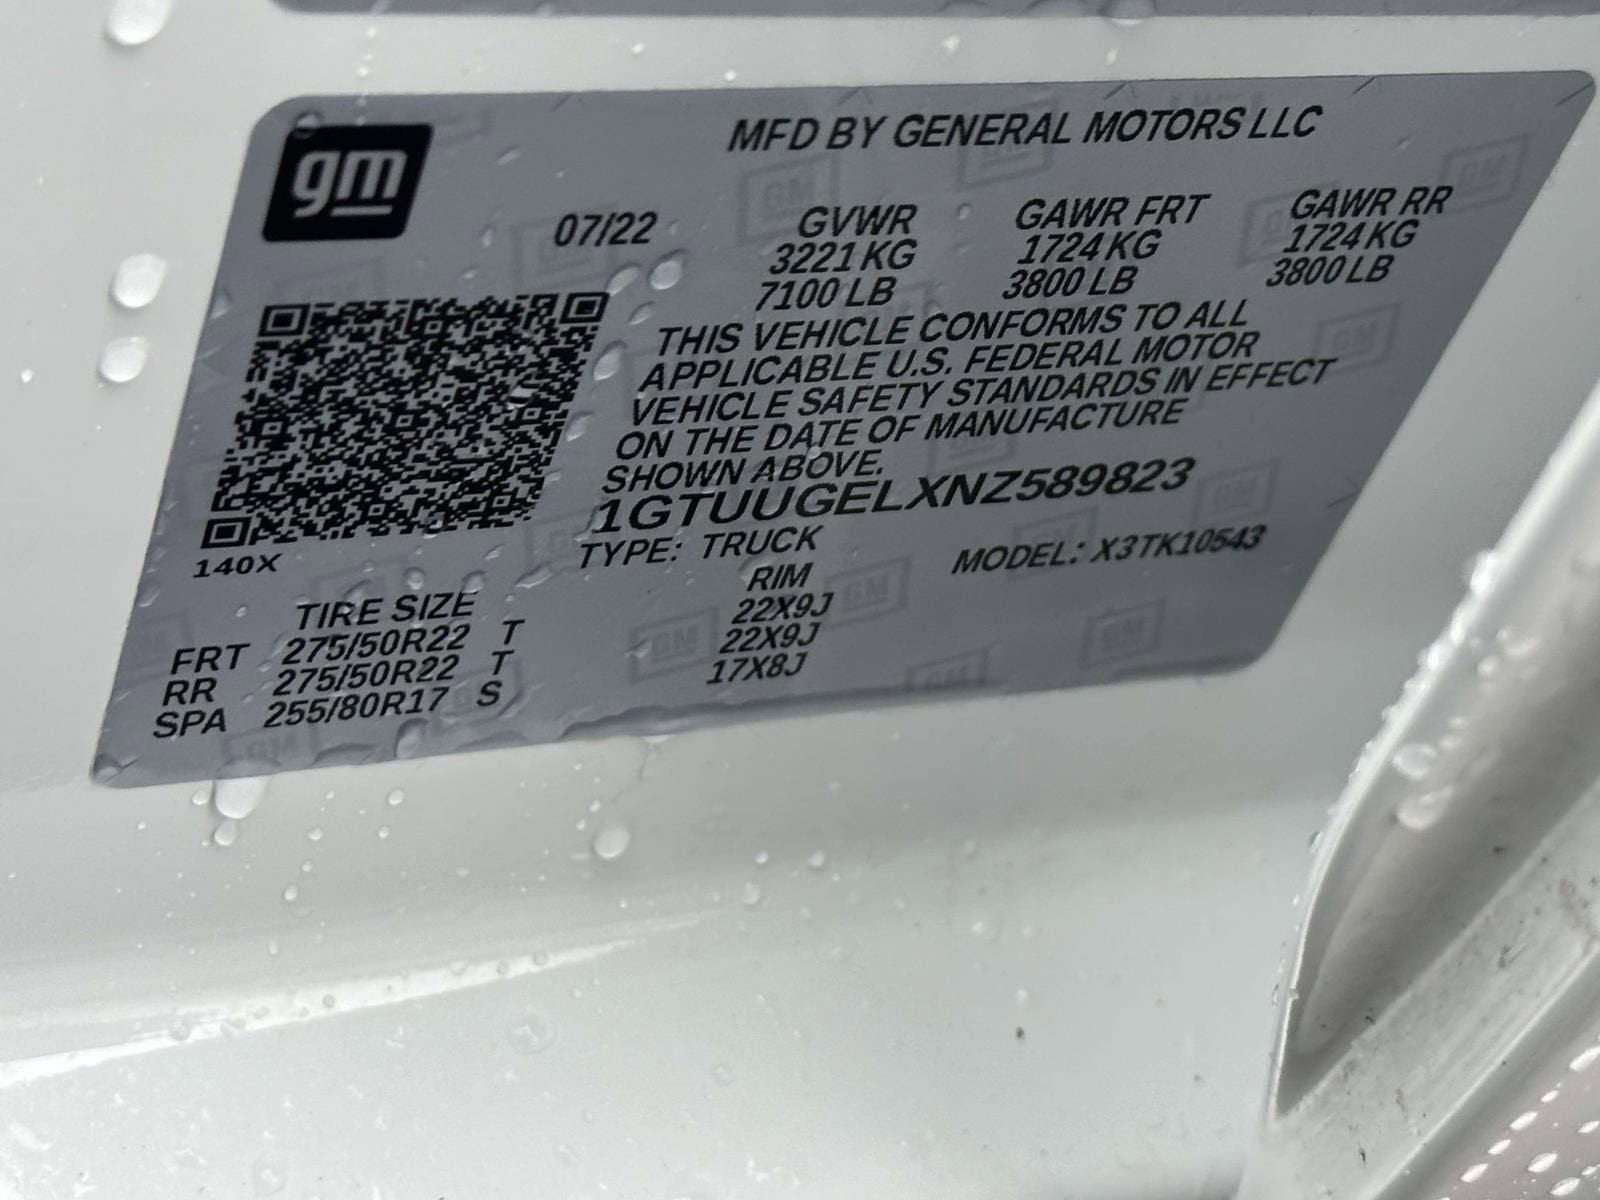 gm
MFD BY GENERAL MOTORS LLC
07/22 GVWR GAWR FRT GAWR RR
3221 KG 1724 KG 1724 KG
7100 LB 3800 LB 3800 LB
THIS VEHICLE CONFORMS TO ALL
APPLICABLE U.S. FEDERAL MOTOR
VEHICLE SAFETY STANDARDS IN EFFECT
ON THE DATE OF MANUFACTURE
SHOWN ABOVE.
1GTUUGELXNZ589823
TYPE: TRUCK MODEL: X3TK10543
140X
TIRE SIZE RIM
FRT 275/50R22 T 22X9J
RR 275/50R22 T 22X9J
SPA 255/80R17 S 17X8J